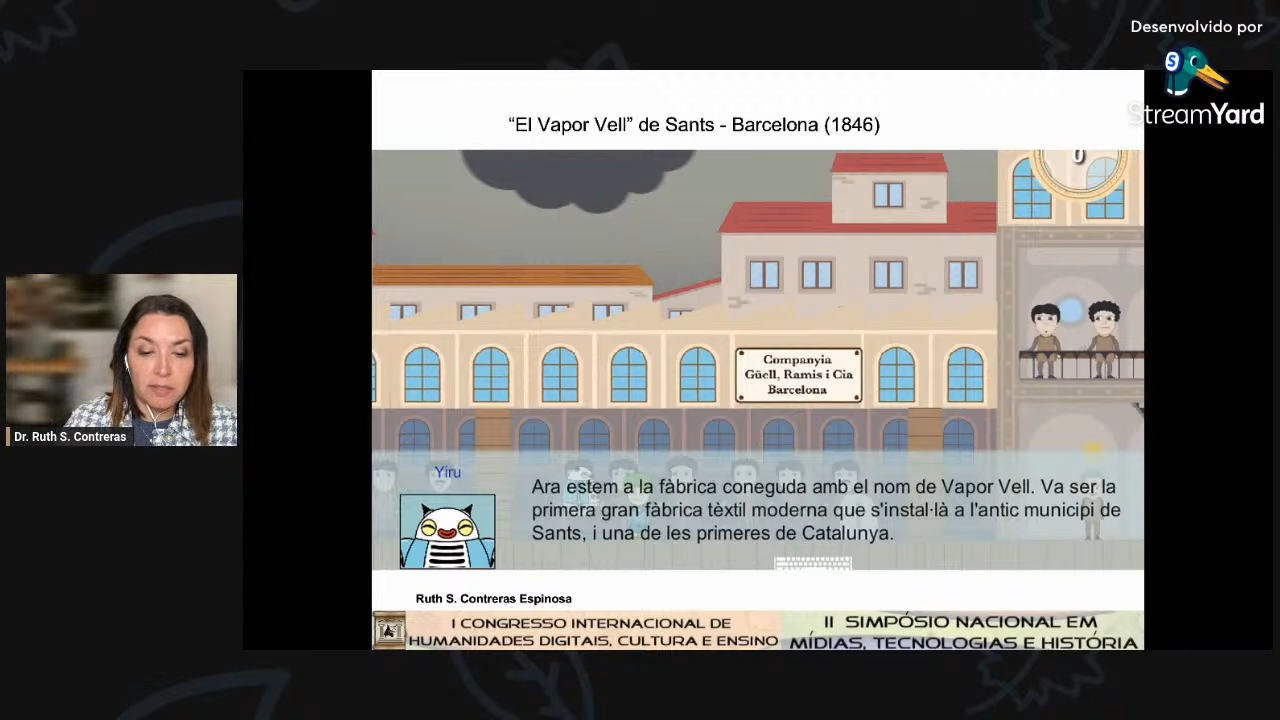 Desenvolvido por
StreamYard
“El Vapor Vell” de Sants - Barcelona (1846)
0
Companyia
Güell, Ramis i Cia
Barcelona
Yiru
Ara estem a la fàbrica coneguda amb el nom de Vapor Vell. Va ser la
primera gran fàbrica tèxtil moderna que s'instal·là a l'antic municipi de
Sants, i una de les primeres de Catalunya.
Dr. Ruth S. Contreras
Ruth S. Contreras Espinosa
I CONGRESSO INTERNACIONAL DE
HUMANIDADES DIGITAIS, CULTURA E ENSINO
II SIMPÓSIO NACIONAL EM
MÍDIAS, TECNOLOGIAS E HISTÓRIA